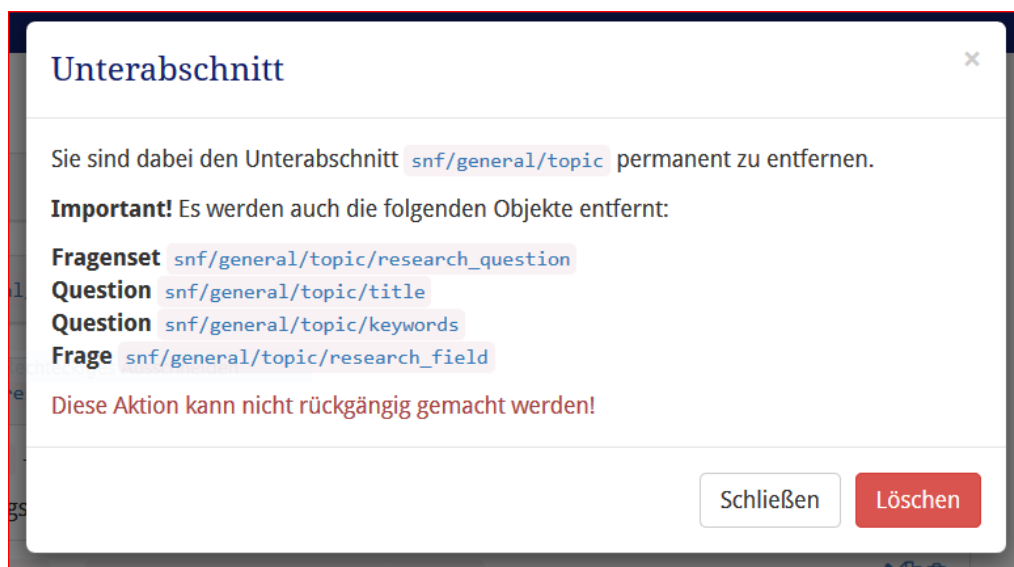 Unterabschnitt
×
Sie sind dabei den Unterabschnitt snf/general/topic permanent zu entfernen.
Important! Es werden auch die folgenden Objekte entfernt:
Fragenset snf/general/topic/research_question
Question snf/general/topic/title
Question snf/general/topic/keywords
Frage snf/general/topic/research_field
Diese Aktion kann nicht rückgängig gemacht werden!
Schließen Löschen